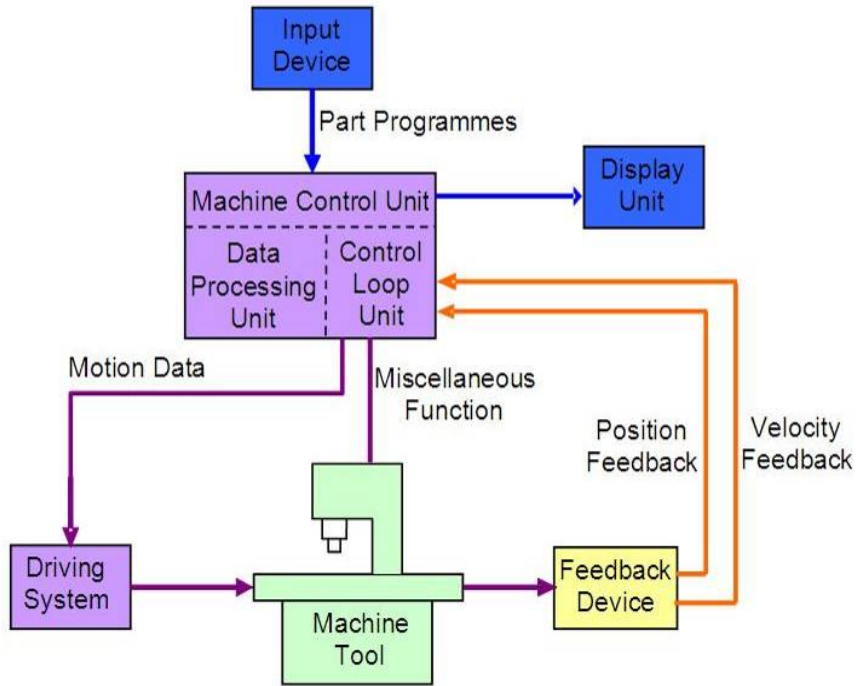 Input
Device
Part Programmes
Machine Control Unit
Display
Unit
Data
Processing
Unit
Control
Loop
Unit
Motion Data
Miscellaneous
Function
Position
Feedback
Velocity
Feedback
Driving
System
Machine
Tool
Feedback
Device